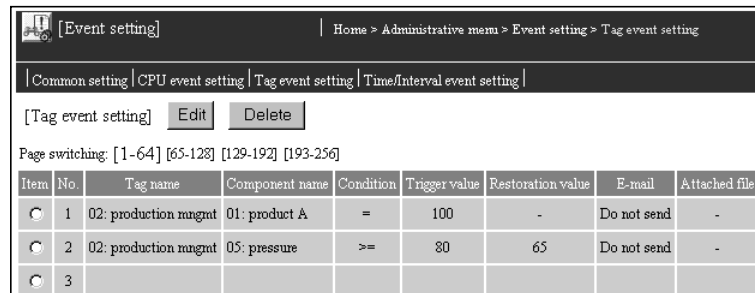 [Event setting] | Home > Administrative menu > Event setting > Tag event setting
| Common setting | CPU event setting | Tag event setting | Time/Interval event setting |
[Tag event setting] Edit Delete
Page switching: [1-64] [65-128] [129-192] [193-256]
Item No. Tag name Component name Condition Trigger value Restoration value E-mail Attached file
1 02: production mngmt 01: product A = 100 - Do not send -
2 02: production mngmt 05: pressure >= 80 65 Do not send -
3